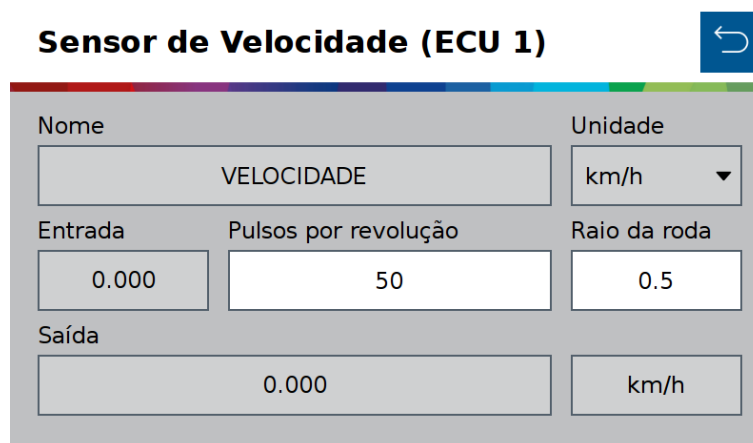 Sensor de Velocidade (ECU 1)
Nome
Unidade
VELOCIDADE
km/h
Entrada
Pulsos por revolução
Raio da roda
0.000
50
0.5
Saída
0.000
km/h